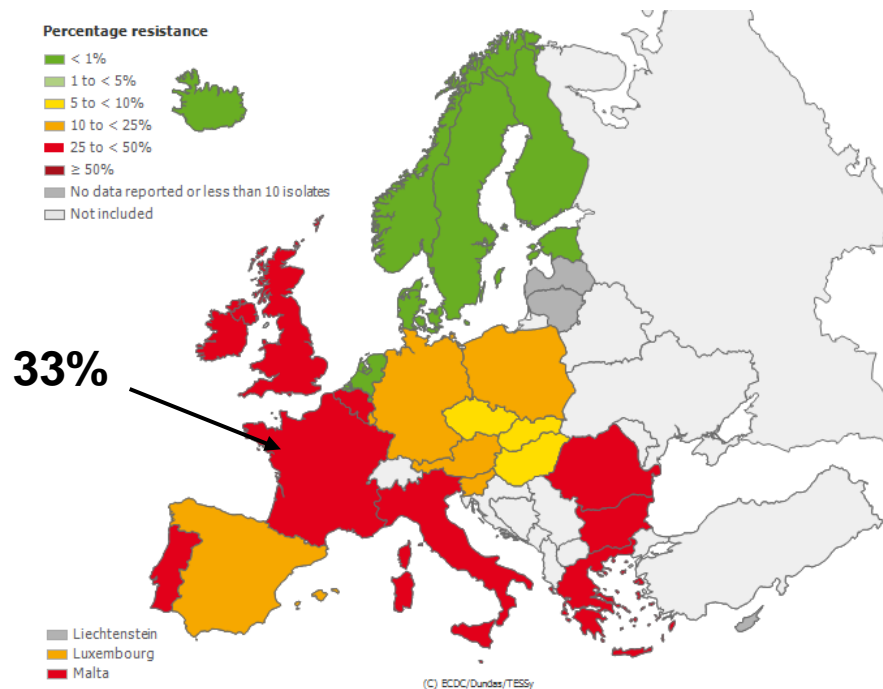 Percentage resistance
< 1%
1 to < 5%
5 to < 10%
10 to < 25%
25 to < 50%
≥ 50%
No data reported or less than 10 isolates
Not included
33%
Liechtenstein
Luxembourg
Malta
(C) ECDC/Dundas/TESSy